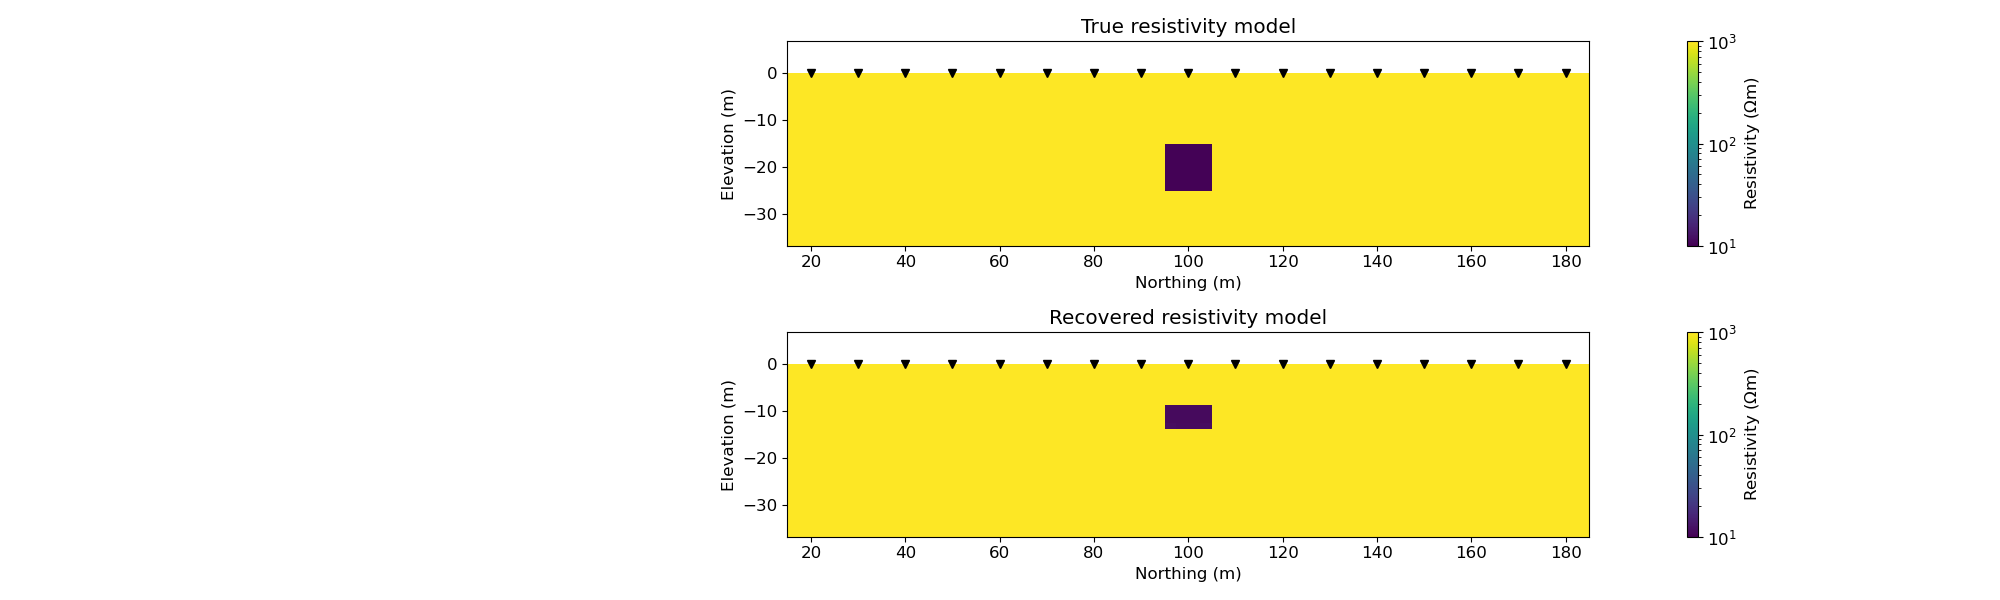 True resistivity model
0
−10
−20
−30
Elevation (m)
20 40 60 80 100 120 140 160 180
Northing (m)
10³
10²
10¹
Resistivity (Ωm)
Recovered resistivity model
0
−10
−20
−30
Elevation (m)
20 40 60 80 100 120 140 160 180
Northing (m)
10³
10²
10¹
Resistivity (Ωm)